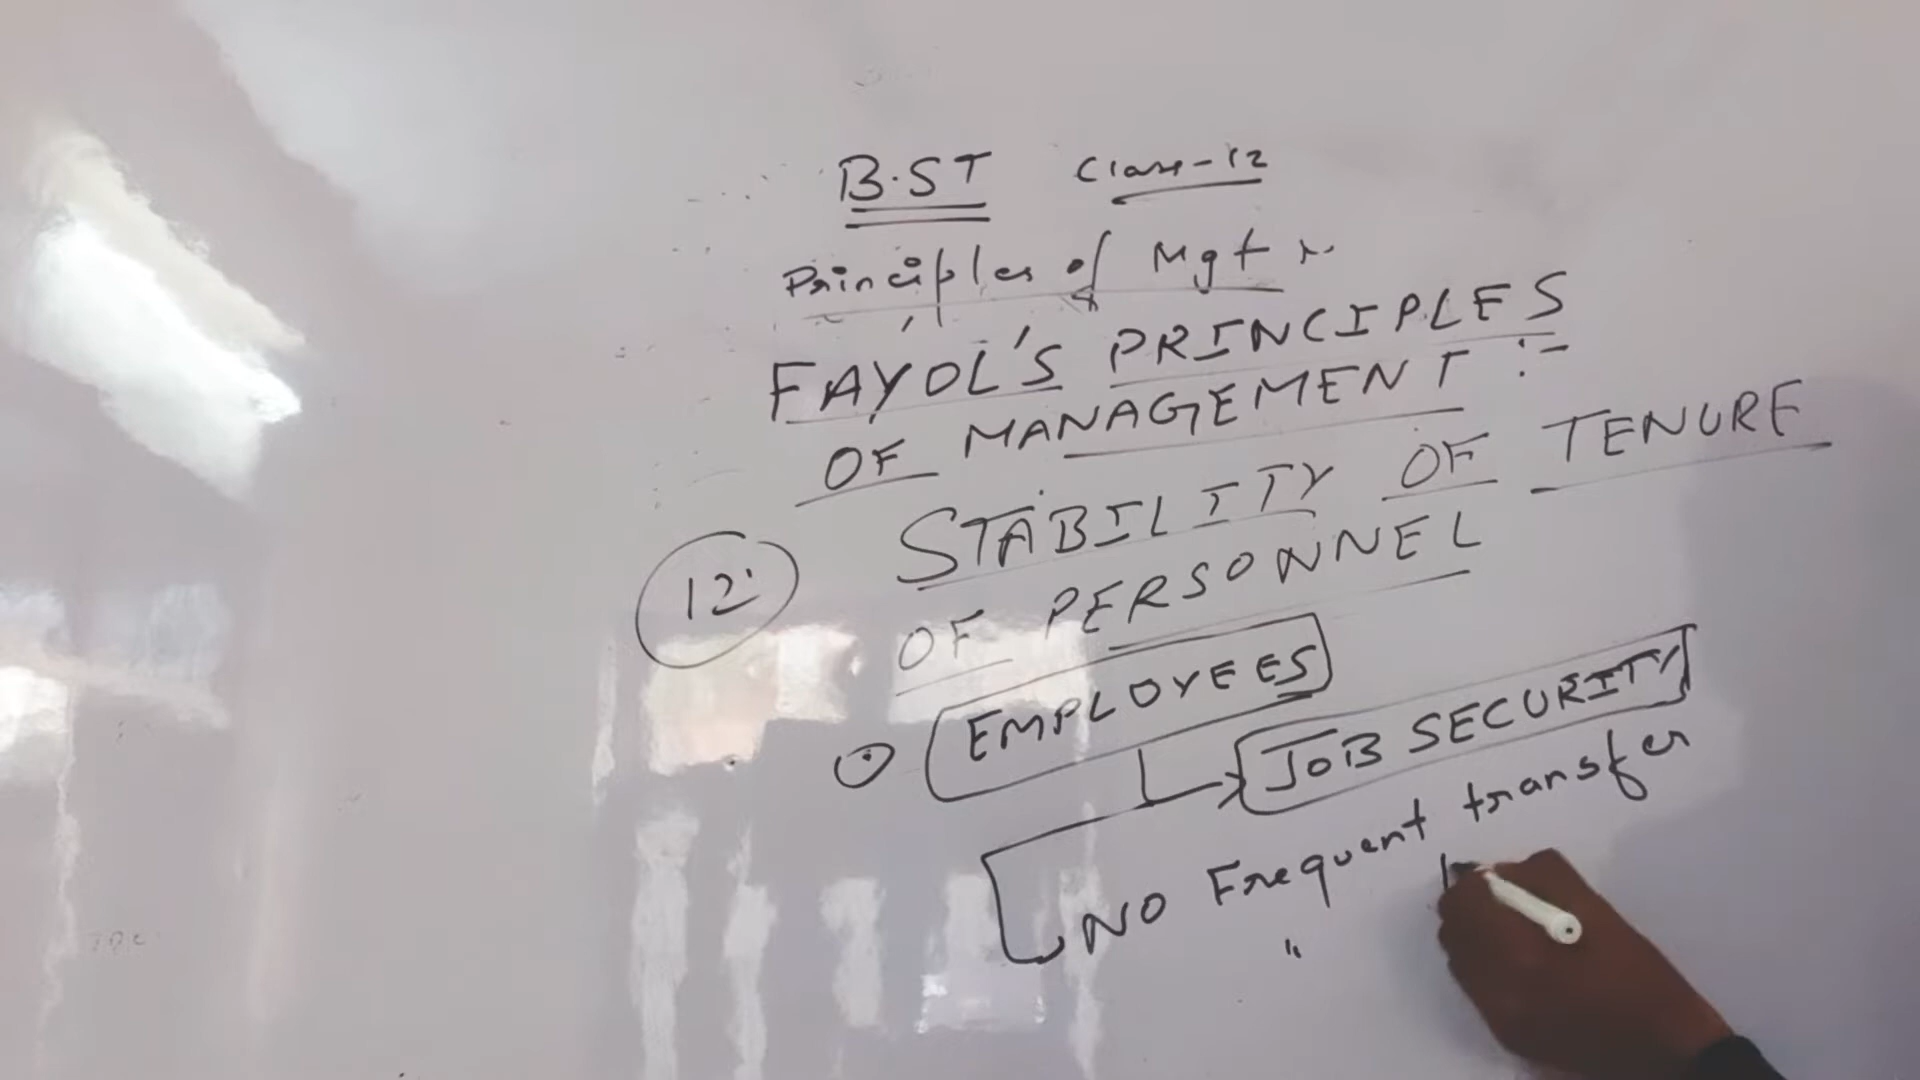 B.ST Class-12
Principles of Mgt
FAYOL'S PRINCIPLES
OF MANAGEMENT :-
12. STABILITY OF TENURE
OF PERSONNEL
EMPLOYEES
JOB SECURITY
NO Frequent transfer
"